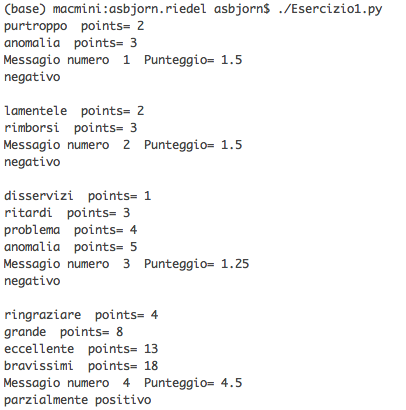 (base) macmini:asbjorn.riedel asbjorn$ ./Esercizio1.py
purtroppo  points= 2
anomalia  points= 3
Messagio numero  1  Punteggio= 1.5
negativo

lamentele  points= 2
rimborsi  points= 3
Messagio numero  2  Punteggio= 1.5
negativo

disservizi  points= 1
ritardi  points= 3
problema  points= 4
anomalia  points= 5
Messagio numero  3  Punteggio= 1.25
negativo

ringraziare  points= 4
grande  points= 8
eccellente  points= 13
bravissimi  points= 18
Messagio numero  4  Punteggio= 4.5
parzialmente positivo